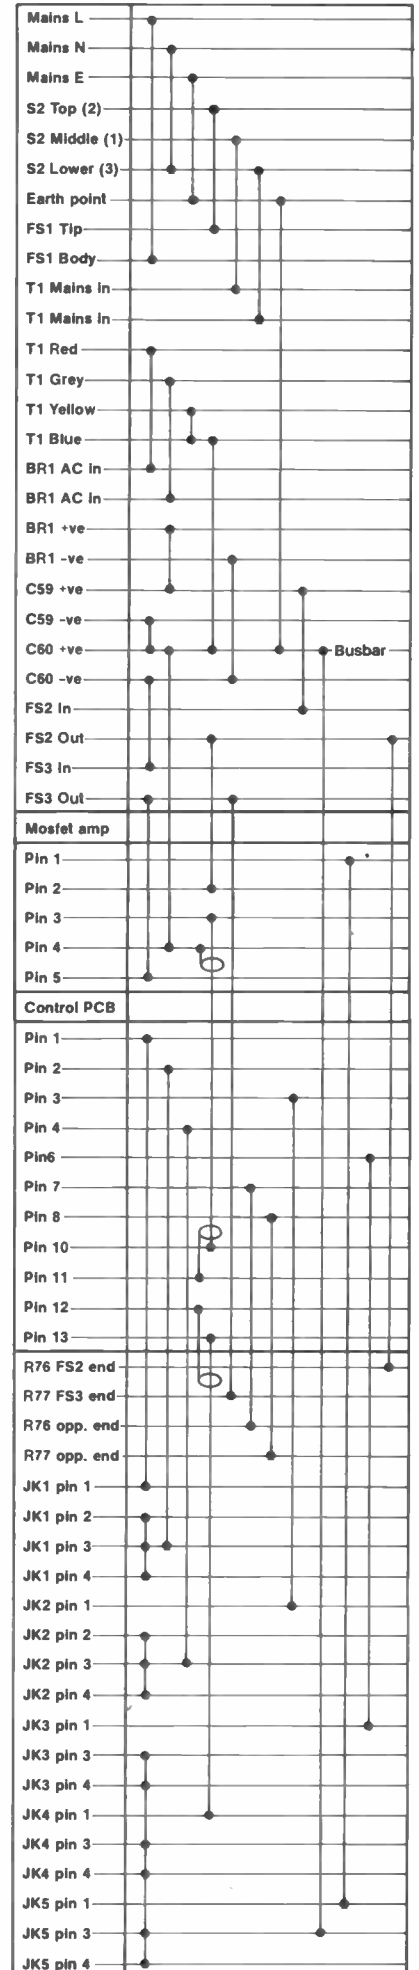 Mains L
Mains N
Mains E
S2 Top (2)
S2 Middle (1)
S2 Lower (3)
Earth point
FS1 Tip
FS1 Body
T1 Mains in
T1 Mains in
T1 Red
T1 Grey
T1 Yellow
T1 Blue
BR1 AC in
BR1 AC in
BR1 +ve
BR1 -ve
C59 +ve
C59 -ve
C60 +ve Busbar
C60 -ve
FS2 In
FS2 Out
FS3 In
FS3 Out
Mosfet amp
Pin 1
Pin 2
Pin 3
Pin 4
Pin 5
Control PCB
Pin 1
Pin 2
Pin 3
Pin 4
Pin6
Pin 7
Pin 8
Pin 10
Pin 11
Pin 12
Pin 13
R76 FS2 end
R77 FS3 end
R76 opp. end
R77 opp. end
JK1 pin 1
JK1 pin 2
JK1 pin 3
JK1 pin 4
JK2 pin 1
JK2 pin 2
JK2 pin 3
JK2 pin 4
JK3 pin 1
JK3 pin 3
JK3 pin 4
JK4 pin 1
JK4 pin 3
JK4 pin 4
JK5 pin 1
JK5 pin 3
JK5 pin 4